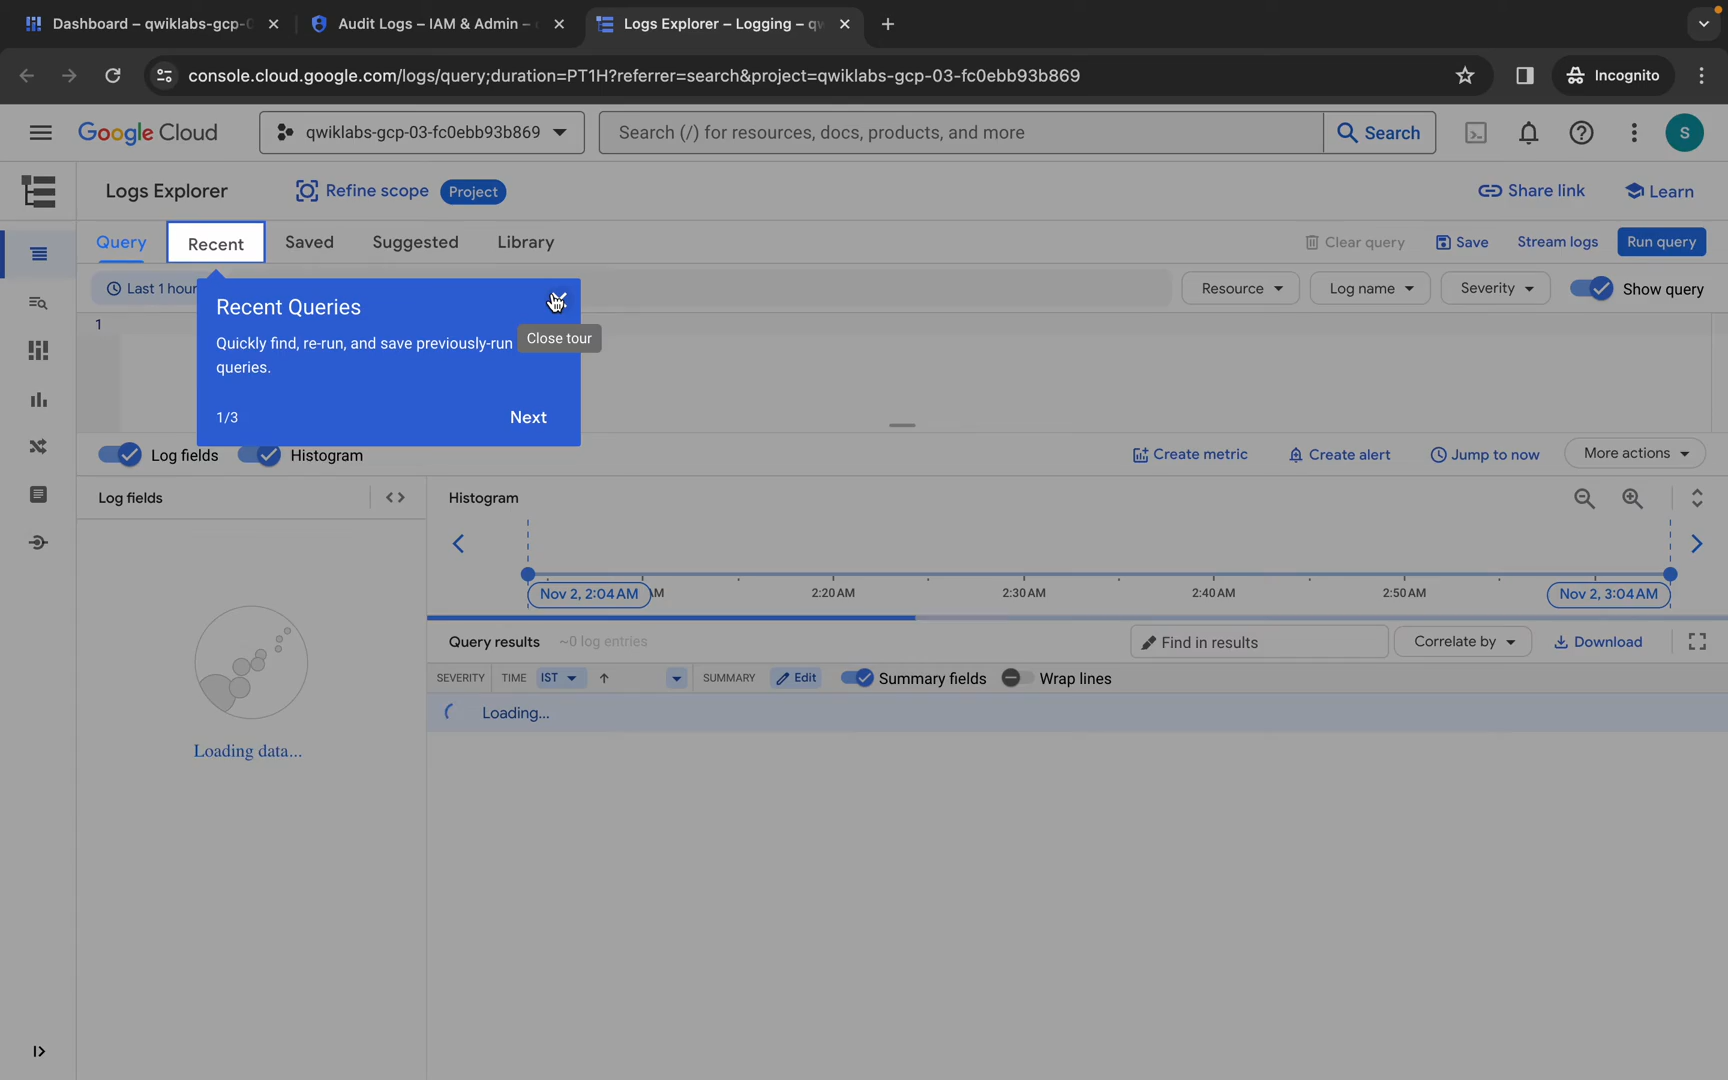 Dashboard – qwiklabs-gcp-
Audit Logs – IAM & Admin –
Logs Explorer – Logging – qw
console.cloud.google.com/logs/query;duration=PT1H?referrer=search&project=qwiklabs-gcp-03-fc0ebb93b869
Incognito
Google Cloud
qwiklabs-gcp-03-fc0ebb93b869
Search (/) for resources, docs, products, and more
Search
S
Logs Explorer
Refine scope
Project
Share link
Learn
Query
Recent
Saved
Suggested
Library
Clear query
Save
Stream logs
Run query
Last 1 hour
Resource
Log name
Severity
Show query
1
Recent Queries
Quickly find, re-run, and save previously-run
queries.
1/3
Next
Close tour
Log fields
Histogram
Create metric
Create alert
Jump to now
More actions
Log fields
Histogram
Nov 2, 2:04 AM
AM
2:20 AM
2:30 AM
2:40 AM
2:50 AM
Nov 2, 3:04 AM
Query results
~0 log entries
Find in results
Correlate by
Download
SEVERITY
TIME
IST
SUMMARY
Edit
Summary fields
Wrap lines
Loading...
Loading data...